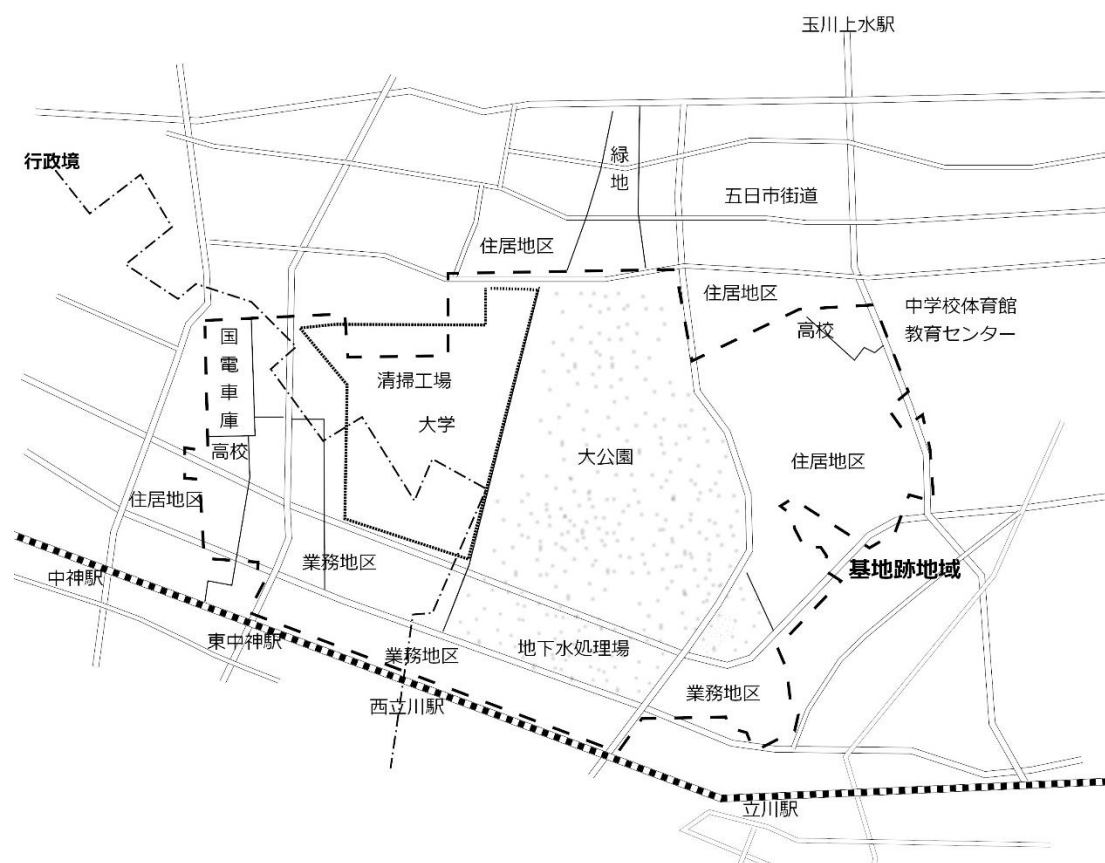 玉川上水駅
行政境
緑地
五日市街道
住居地区
住居地区
高校
中学校体育館
教育センター
国電車庫
清掃工場
大学
高校
大公園
住居地区
住居地区
業務地区
基地跡地域
中神駅
東中神駅
業務地区
地下水処理場
西立川駅
業務地区
立川駅